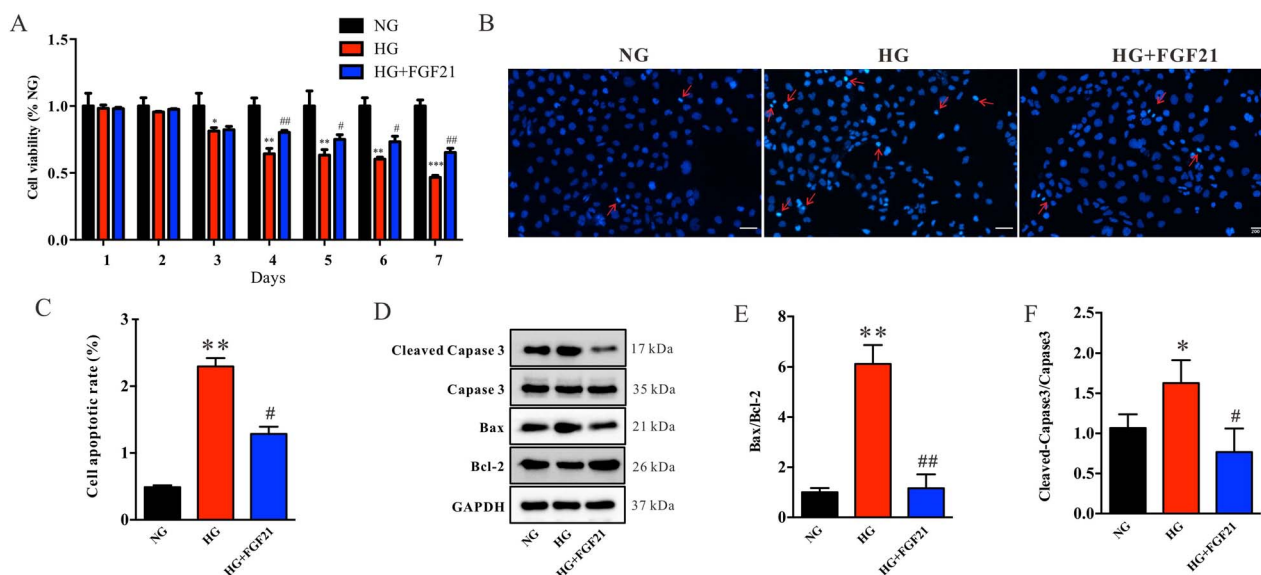 A
NG
HG
HG+FGF21
Cell viability (% NG)
1.5
1.0
0.5
0.0
* ** ## ** # ** # *** ##
1 2 3 4 5 6 7
Days
B
NG HG HG+FGF21
C
Cell apoptotic rate (%)
3
2
1
0
**
#
NG HG HG+FGF21
D
Cleaved Capase 3 17 kDa
Capase 3 35 kDa
Bax 21 kDa
Bcl-2 26 kDa
GAPDH 37 kDa
NG HG HG+FGF21
E
Bax/Bcl-2
8
6
4
2
0
**
##
NG HG HG+FGF21
F
Cleaved-Capase3/Capase3
2.5
2.0
1.5
1.0
0.5
0.0
*
#
NG HG HG+FGF21